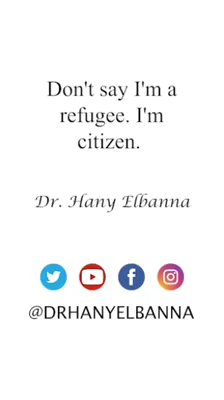 Don't say I'm a
refugee. I'm
citizen.
Dr. Hany Elbanna
@DRHANYELBANNA